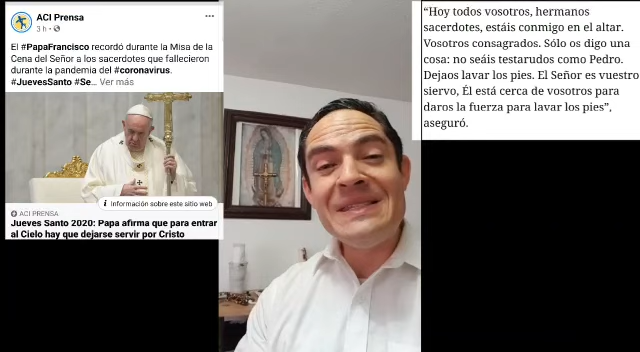 ACI Prensa
3 h •
El #PapaFrancisco recordó durante la Misa de la
Cena del Señor a los sacerdotes que fallecieron
durante la pandemia del #coronavirus.
#JuevesSanto #Se... Ver más
i Información sobre este sitio web
ACI PRENSA
Jueves Santo 2020: Papa afirma que para entrar
al Cielo hay que dejarse servir por Cristo
“Hoy todos vosotros, hermanos
sacerdotes, estáis conmigo en el altar.
Vosotros consagrados. Sólo os digo una
cosa: no seáis testarudos como Pedro.
Dejaos lavar los pies. El Señor es vuestro
siervo, Él está cerca de vosotros para
daros la fuerza para lavar los pies”,
aseguró.